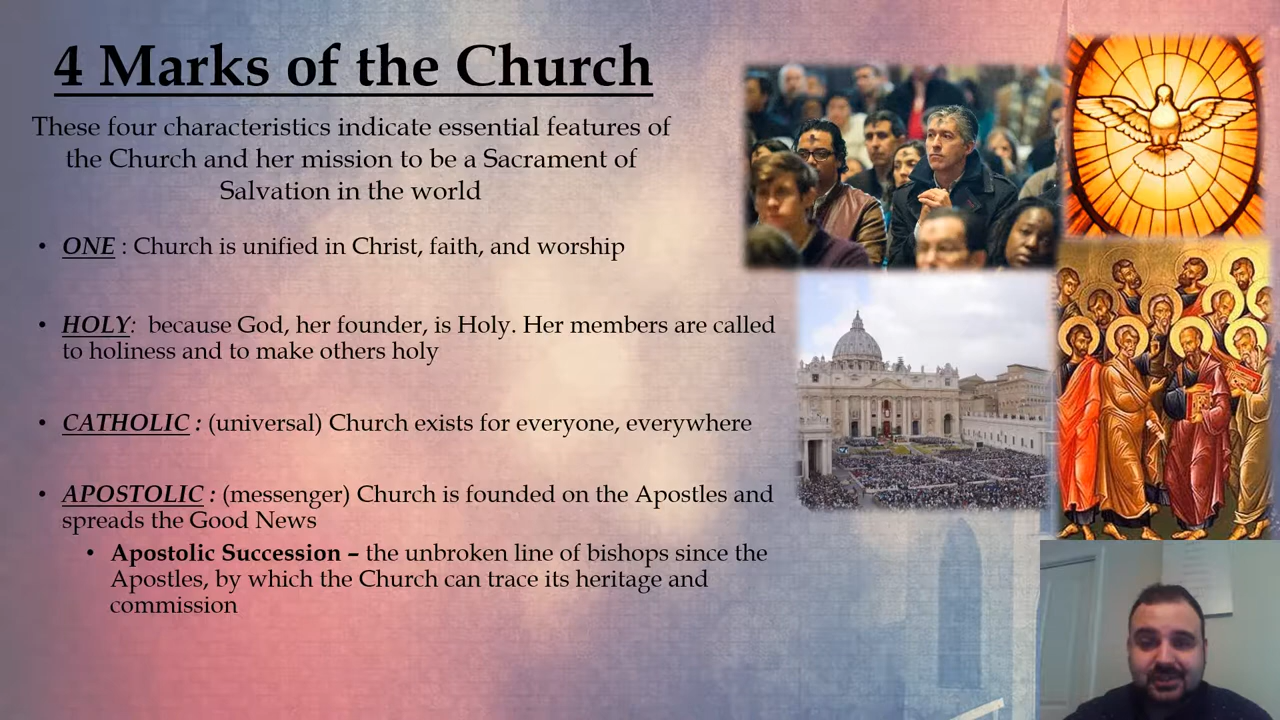 4 Marks of the Church
These four characteristics indicate essential features of
the Church and her mission to be a Sacrament of
Salvation in the world
• ONE : Church is unified in Christ, faith, and worship
• HOLY:  because God, her founder, is Holy. Her members are called
to holiness and to make others holy
• CATHOLIC : (universal) Church exists for everyone, everywhere
• APOSTOLIC : (messenger) Church is founded on the Apostles and
spreads the Good News
• Apostolic Succession – the unbroken line of bishops since the
Apostles, by which the Church can trace its heritage and
commission